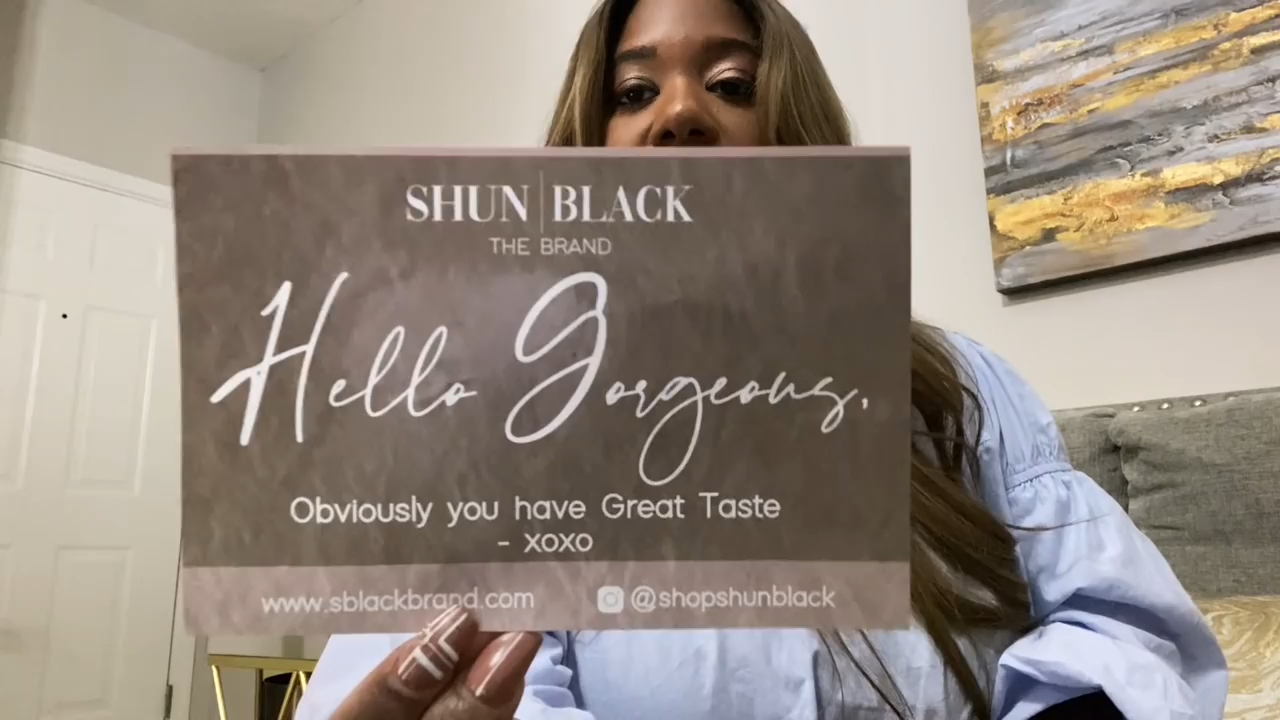 SHUN | BLACK
THE BRAND
Hello Gorgeous,
Obviously you have Great Taste
- xoxo
www.sblackbrand.com @shopshunblack